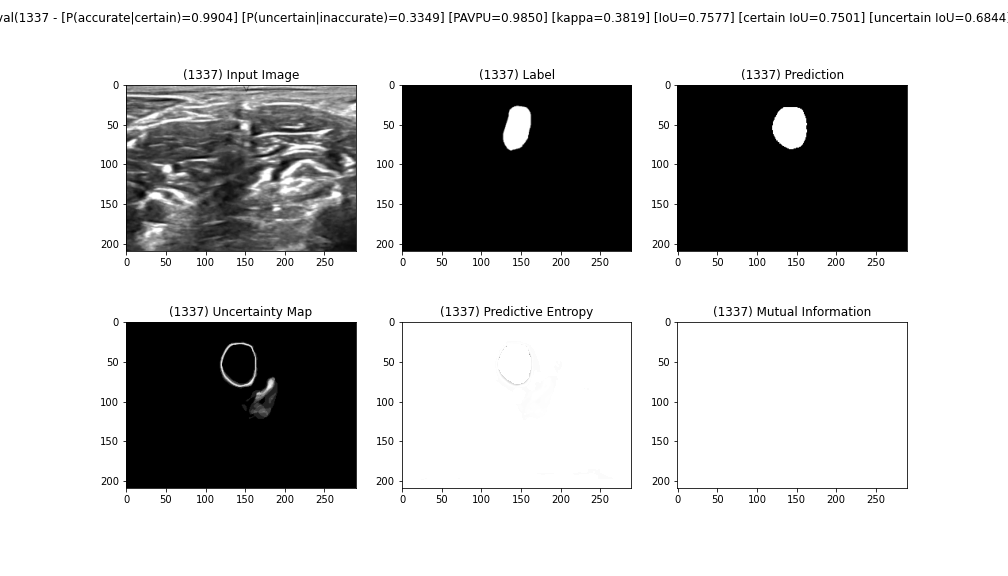 val(1337 - [P(accurate|certain)=0.9904] [P(uncertain|inaccurate)=0.3349] [PAVPU=0.9850] [kappa=0.3819] [IoU=0.7577] [certain IoU=0.7501] [uncertain IoU=0.6844]
(1337) Input Image
(1337) Label
(1337) Prediction
0
50
100
150
200
0 50 100 150 200 250
0
50
100
150
200
0 50 100 150 200 250
0
50
100
150
200
0 50 100 150 200 250
(1337) Uncertainty Map
(1337) Predictive Entropy
(1337) Mutual Information
0
50
100
150
200
0 50 100 150 200 250
0
50
100
150
200
0 50 100 150 200 250
0
50
100
150
200
0 50 100 150 200 250